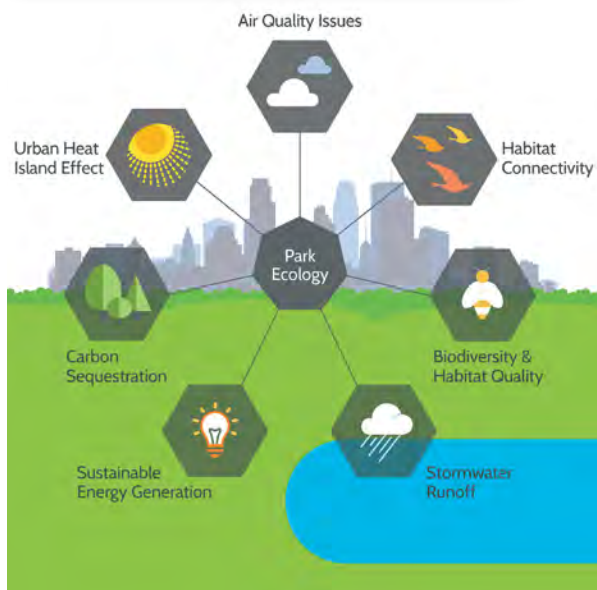 Air Quality Issues
Urban Heat
Island Effect
Habitat
Connectivity
Park
Ecology
Carbon
Sequestration
Biodiversity &
Habitat Quality
Sustainable
Energy Generation
Stormwater
Runoff